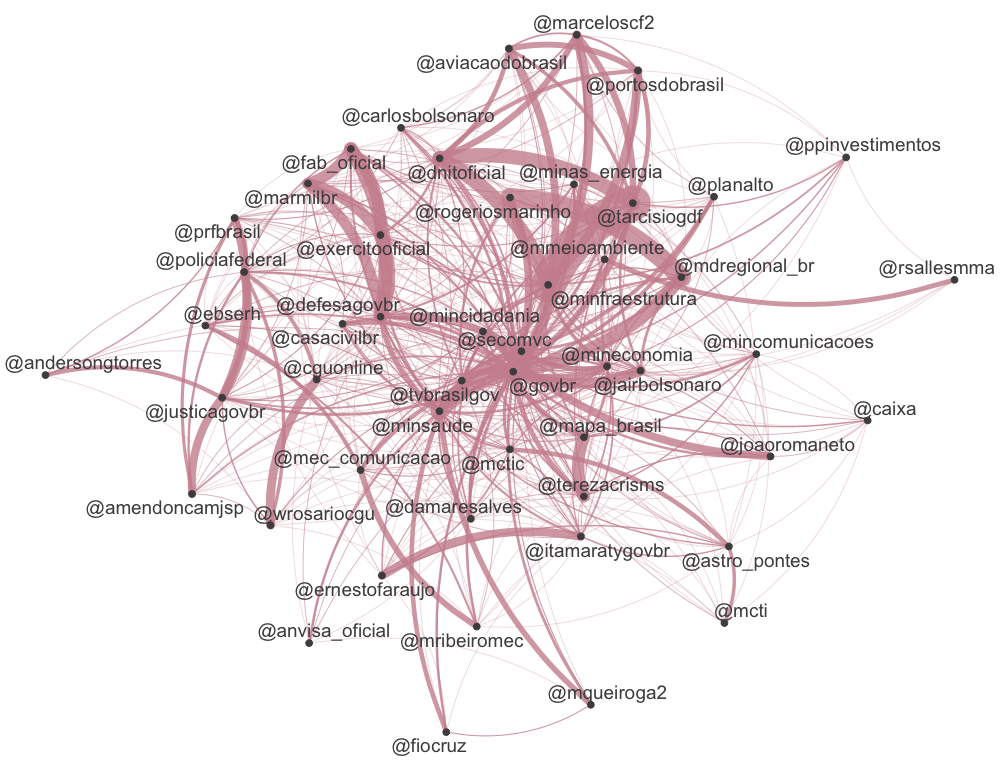 @marceloscf2
@aviacaodobrasil
@portosdobrasil
@carlosbolsonaro
@ppinvestimentos
@fab_oficial
@dnitoficial
@minas_energia
@planalto
@marmilbr
@rogeriosmarinho
@tarcisiogdf
@prfbrasil
@exercitooficial
@mmeioambiente
@policiafederal
@mdregional_br
@rsallesmma
@defesagovbr
@minfraestrutura
@ebserh
@mincidadania
@casacivilbr
@secomvc
@mincomunicacoes
@andersongtorres
@cguonline
@mineconomia
@govbr
@jairbolsonaro
@tvbrasilgov
@justicagovbr
@caixa
@minsaude
@mapa_brasil
@joaoromaneto
@mec_comunicacao
@mctic
@terezacrisms
@amendoncamjsp
@wrosariocgu
@damaresalves
@itamaratygovbr
@astro_pontes
@ernestofaraujo
@mcti
@anvisa_oficial
@mribeiromec
@mqueiroga2
@fiocruz